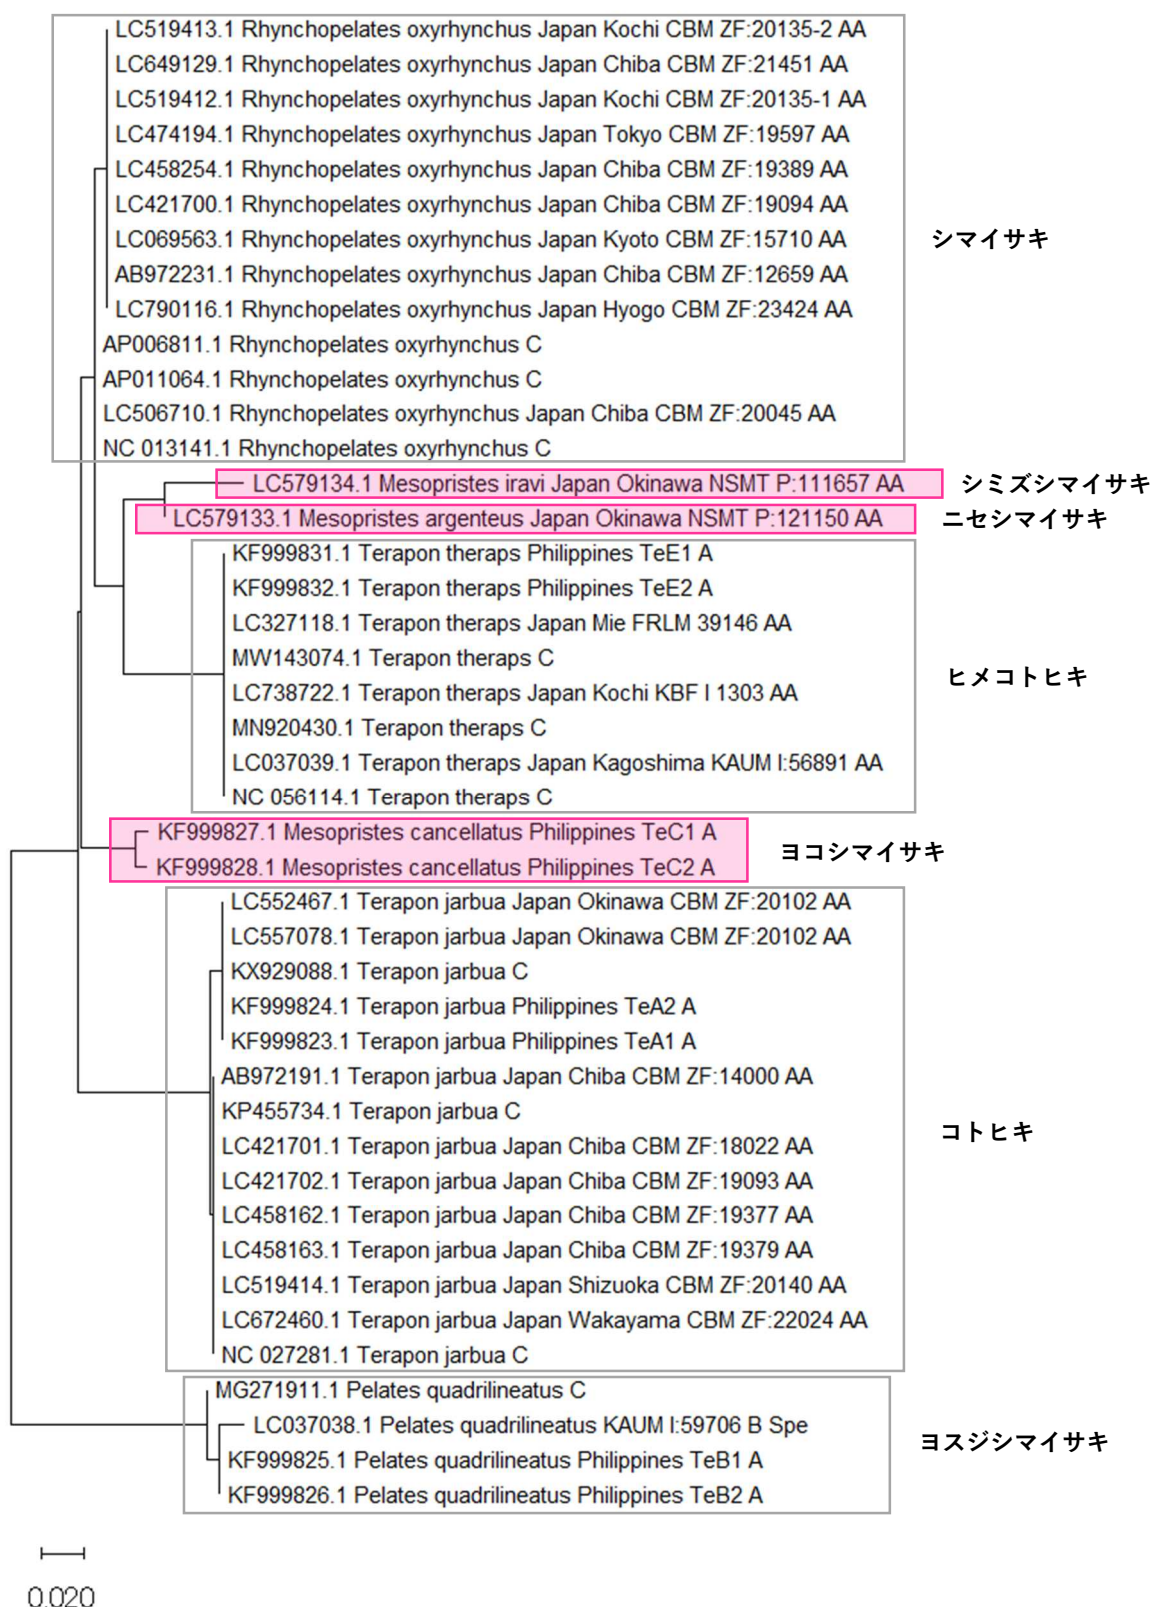 LC519413.1 Rhynchopelates oxyrhynchus Japan Kochi CBM ZF:20135-2 AA
LC649129.1 Rhynchopelates oxyrhynchus Japan Chiba CBM ZF:21451 AA
LC519412.1 Rhynchopelates oxyrhynchus Japan Kochi CBM ZF:20135-1 AA
LC474194.1 Rhynchopelates oxyrhynchus Japan Tokyo CBM ZF:19597 AA
LC458254.1 Rhynchopelates oxyrhynchus Japan Chiba CBM ZF:19389 AA
LC421700.1 Rhynchopelates oxyrhynchus Japan Chiba CBM ZF:19094 AA
LC069563.1 Rhynchopelates oxyrhynchus Japan Kyoto CBM ZF:15710 AA
シマイサキ
AB972231.1 Rhynchopelates oxyrhynchus Japan Chiba CBM ZF:12659 AA
LC790116.1 Rhynchopelates oxyrhynchus Japan Hyogo CBM ZF:23424 AA
AP006811.1 Rhynchopelates oxyrhynchus C
AP011064.1 Rhynchopelates oxyrhynchus C
LC506710.1 Rhynchopelates oxyrhynchus Japan Chiba CBM ZF:20045 AA
NC 013141.1 Rhynchopelates oxyrhynchus C
LC579134.1 Mesopristes iravi Japan Okinawa NSMT P:111657 AA
シミズシマイサキ
LC579133.1 Mesopristes argenteus Japan Okinawa NSMT P:121150 AA
ニセシマイサキ
KF999831.1 Terapon theraps Philippines TeE1 A
KF999832.1 Terapon theraps Philippines TeE2 A
LC327118.1 Terapon theraps Japan Mie FRLM 39146 AA
MW143074.1 Terapon theraps C
ヒメコトヒキ
LC738722.1 Terapon theraps Japan Kochi KBF I 1303 AA
MN920430.1 Terapon theraps C
LC037039.1 Terapon theraps Japan Kagoshima KAUM I:56891 AA
NC 056114.1 Terapon theraps C
KF999827.1 Mesopristes cancellatus Philippines TeC1 A
ヨコシマイサキ
KF999828.1 Mesopristes cancellatus Philippines TeC2 A
LC552467.1 Terapon jarbua Japan Okinawa CBM ZF:20102 AA
LC557078.1 Terapon jarbua Japan Okinawa CBM ZF:20102 AA
KX929088.1 Terapon jarbua C
KF999824.1 Terapon jarbua Philippines TeA2 A
KF999823.1 Terapon jarbua Philippines TeA1 A
AB972191.1 Terapon jarbua Japan Chiba CBM ZF:14000 AA
KP455734.1 Terapon jarbua C
コトヒキ
LC421701.1 Terapon jarbua Japan Chiba CBM ZF:18022 AA
LC421702.1 Terapon jarbua Japan Chiba CBM ZF:19093 AA
LC458162.1 Terapon jarbua Japan Chiba CBM ZF:19377 AA
LC458163.1 Terapon jarbua Japan Chiba CBM ZF:19379 AA
LC519414.1 Terapon jarbua Japan Shizuoka CBM ZF:20140 AA
LC672460.1 Terapon jarbua Japan Wakayama CBM ZF:22024 AA
NC 027281.1 Terapon jarbua C
MG271911.1 Pelates quadrilineatus C
LC037038.1 Pelates quadrilineatus KAUM I:59706 B Spe
ヨスジシマイサキ
KF999825.1 Pelates quadrilineatus Philippines TeB1 A
KF999826.1 Pelates quadrilineatus Philippines TeB2 A
0.020